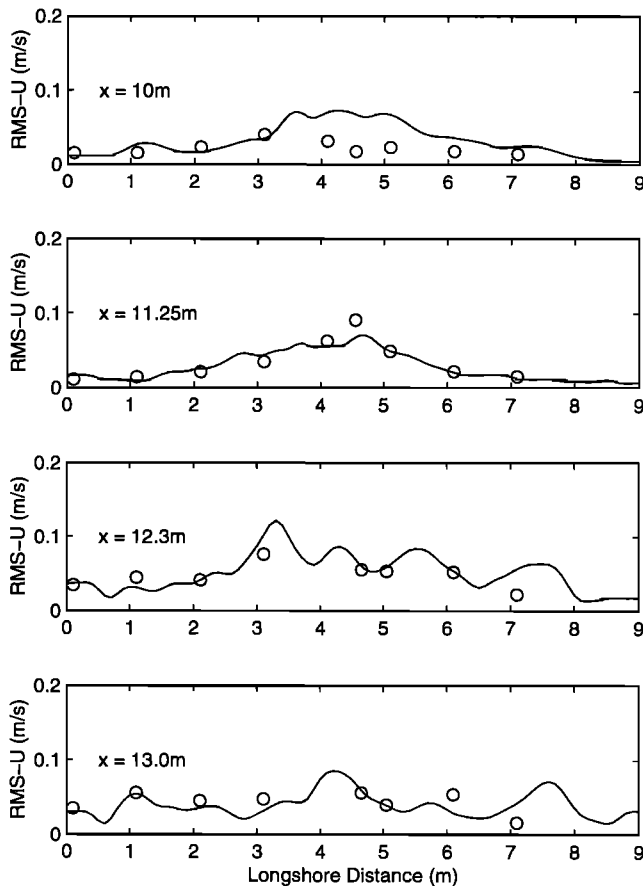 RMS-U (m/s)
0.2
0.1
0
x = 10m
0 1 2 3 4 5 6 7 8 9
RMS-U (m/s)
0.2
0.1
0
x = 11.25m
0 1 2 3 4 5 6 7 8 9
RMS-U (m/s)
0.2
0.1
0
x = 12.3m
0 1 2 3 4 5 6 7 8 9
RMS-U (m/s)
0.2
0.1
0
x = 13.0m
0 1 2 3 4 5 6 7 8 9
Longshore Distance (m)